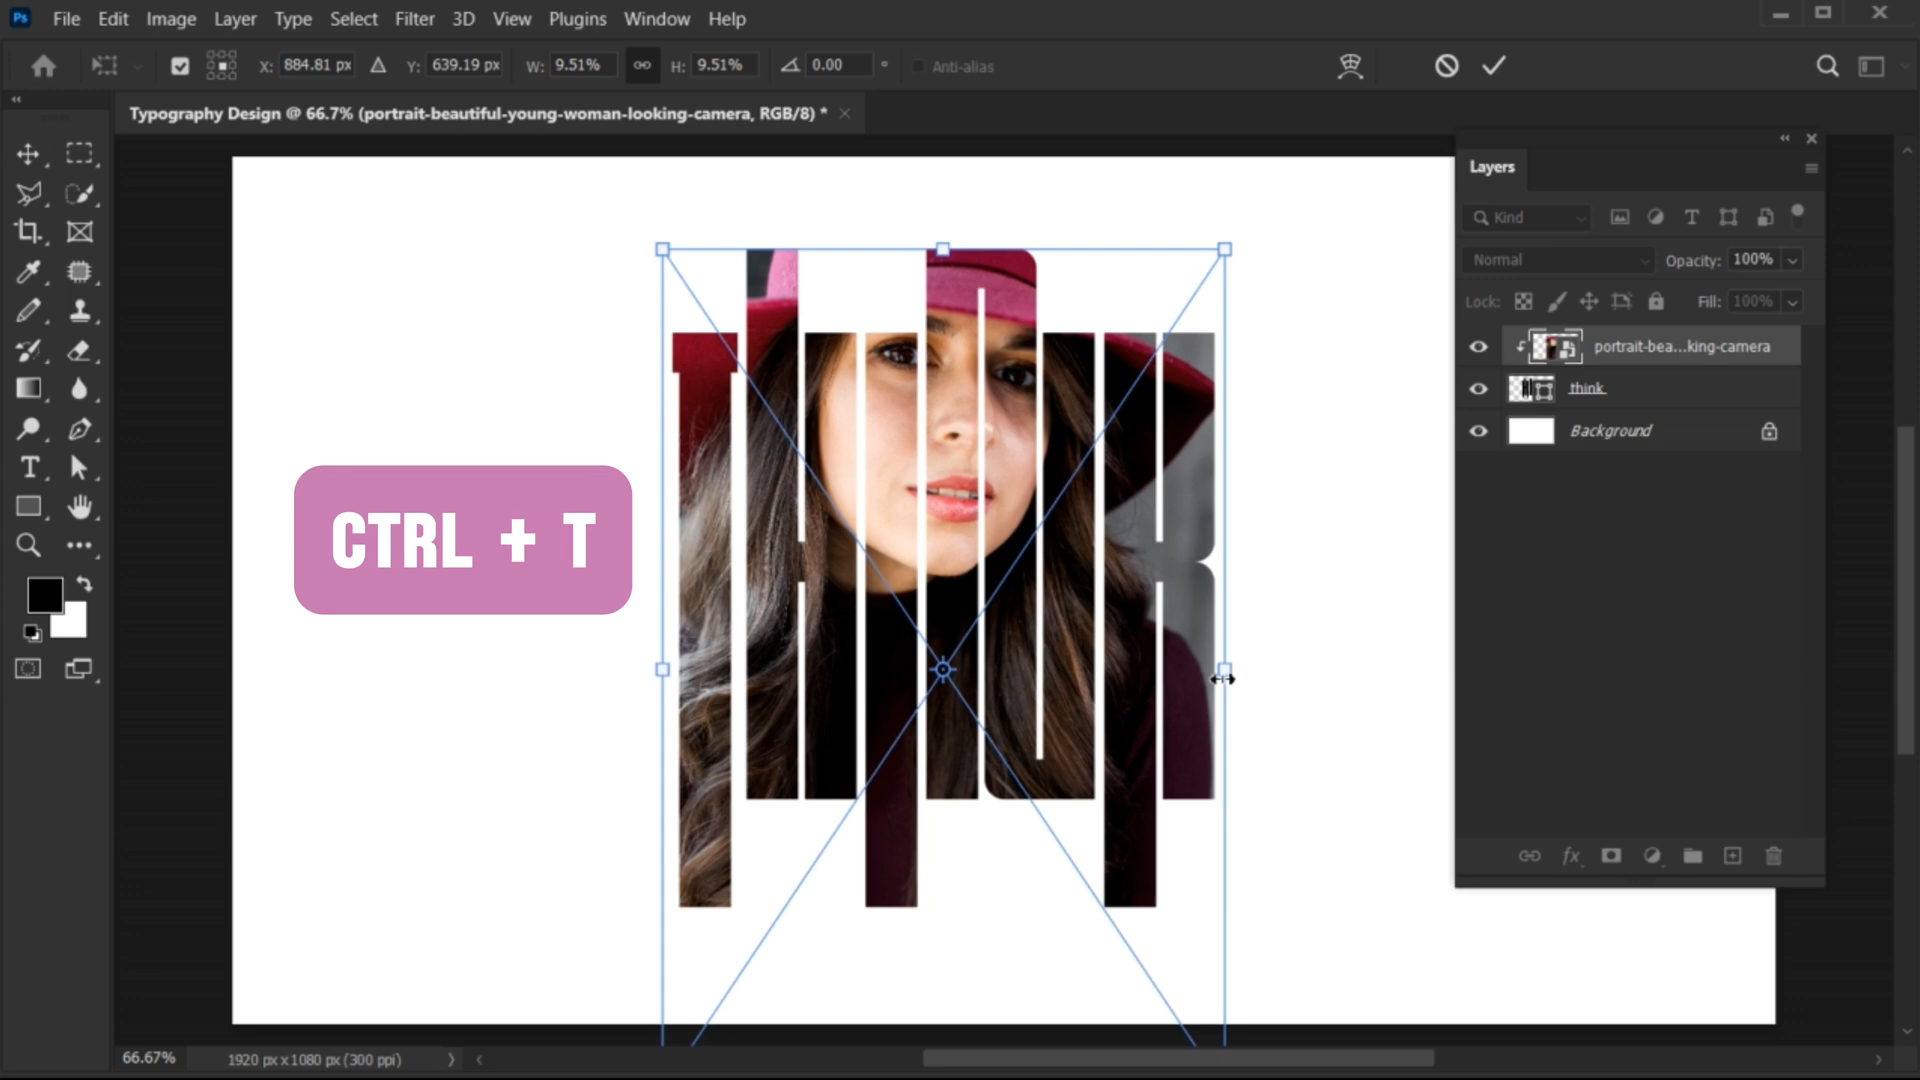 Ps File Edit Image Layer Type Select Filter 3D View Plugins Window Help
X: 884.81 px Y: 639.19 px W: 9.51% H: 9.51% 0.00 ° Anti-alias
Typography Design @ 66.7% (portrait-beautiful-young-woman-looking-camera, RGB/8) *
Layers
Kind
Normal Opacity: 100%
Lock: Fill: 100%
portrait-bea...king-camera
think
Background
THINK
CTRL + T
66.67% 1920 px x 1080 px (300 ppi)